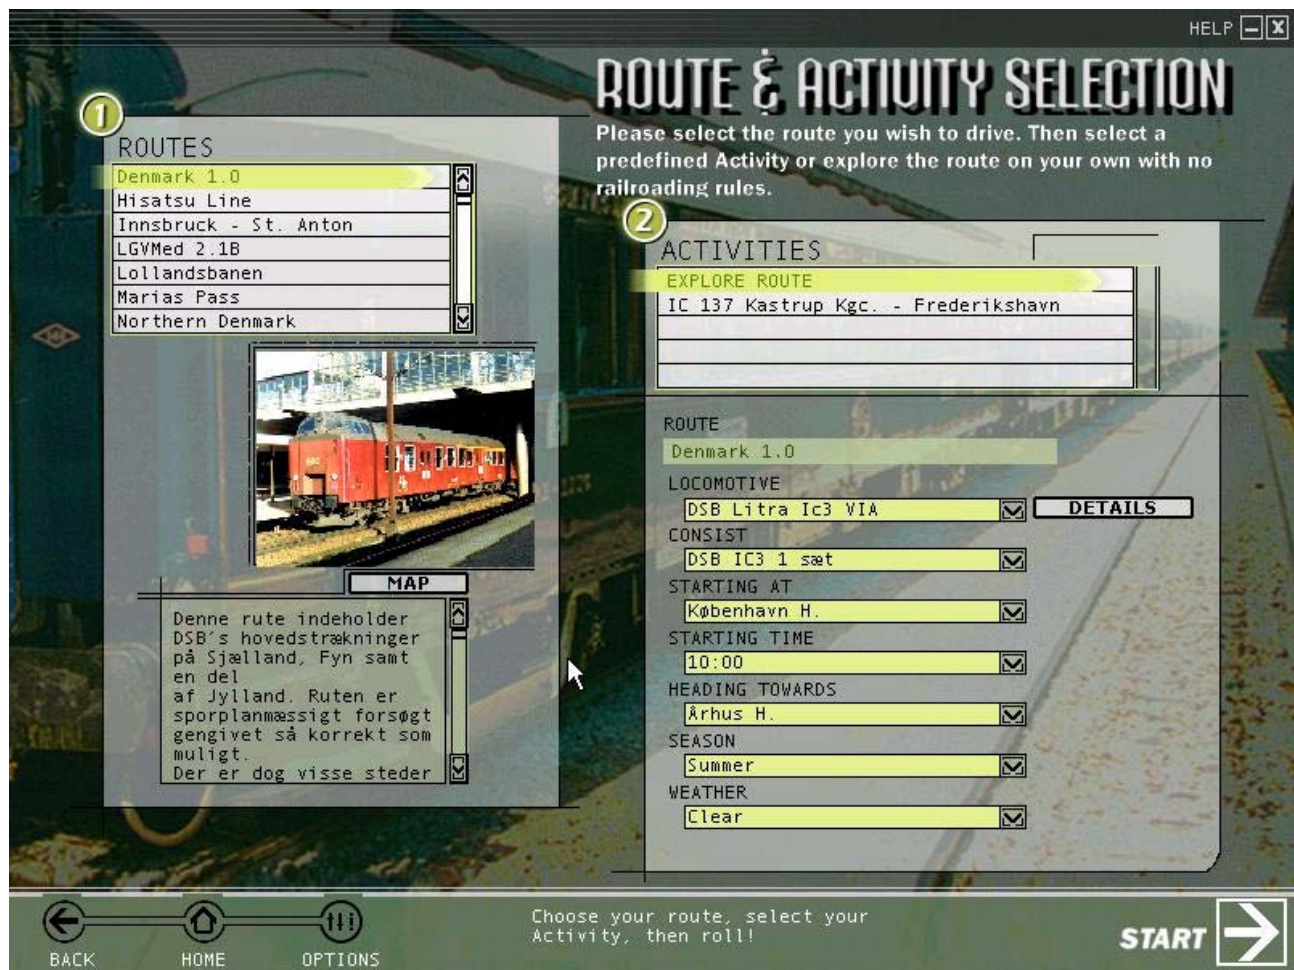 HELP
ROUTE & ACTIVITY SELECTION
Please select the route you wish to drive. Then select a
predefined Activity or explore the route on your own with no
railroading rules.
1
ROUTES
Denmark 1.0
Hisatsu Line
Innsbruck - St. Anton
LGVMed 2.1B
Lollandsbanen
Marias Pass
Northern Denmark
MAP
Denne rute indeholder
DSB´s hovedstrækninger
på Sjælland, Fyn samt
en del
af Jylland. Ruten er
sporplanmæssigt forsøgt
gengivet så korrekt som
muligt.
Der er dog visse steder
2
ACTIVITIES
EXPLORE ROUTE
IC 137 Kastrup Kgc. - Frederikshavn
ROUTE
Denmark 1.0
LOCOMOTIVE
DSB Litra Ic3 VIA
DETAILS
CONSIST
DSB IC3 1 sæt
STARTING AT
København H.
STARTING TIME
10:00
HEADING TOWARDS
Århus H.
SEASON
Summer
WEATHER
Clear
BACK
HOME
OPTIONS
Choose your route, select your
Activity, then roll!
START